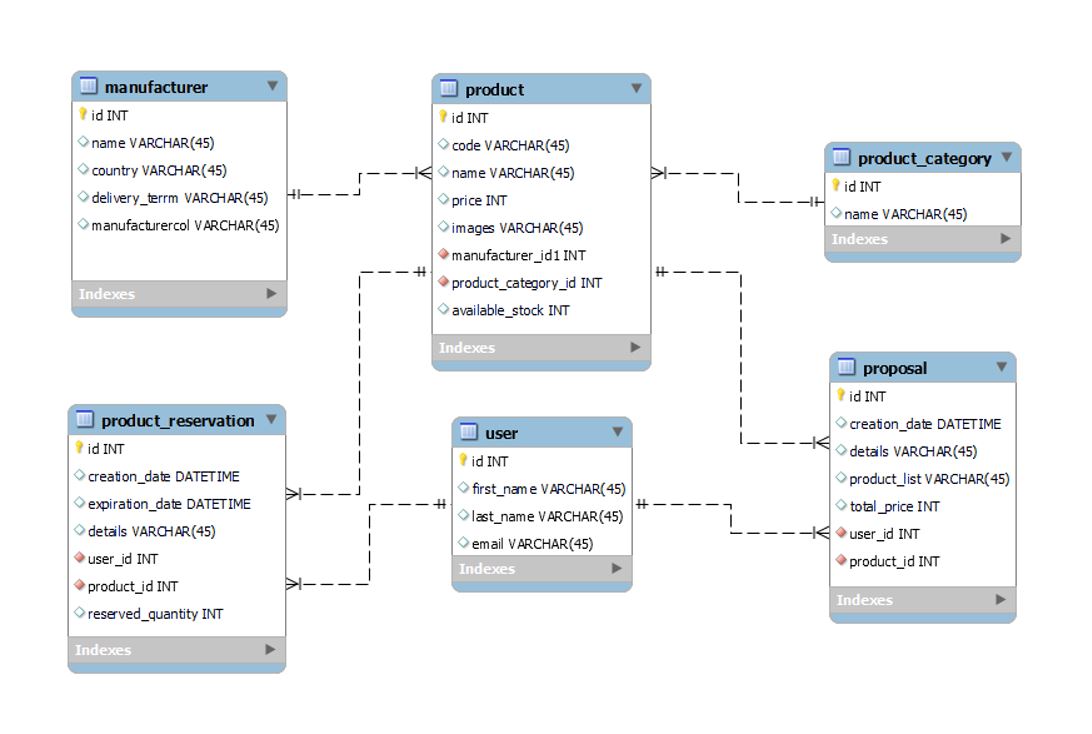 manufacturer
id INT
name VARCHAR(45)
country VARCHAR(45)
delivery_terrm VARCHAR(45)
manufacturercol VARCHAR(45)
Indexes
product
id INT
code VARCHAR(45)
name VARCHAR(45)
price INT
images VARCHAR(45)
manufacturer_id1 INT
product_category_id INT
available_stock INT
Indexes
product_category
id INT
name VARCHAR(45)
Indexes
product_reservation
id INT
creation_date DATETIME
expiration_date DATETIME
details VARCHAR(45)
user_id INT
product_id INT
reserved_quantity INT
Indexes
user
id INT
first_name VARCHAR(45)
last_name VARCHAR(45)
email VARCHAR(45)
Indexes
proposal
id INT
creation_date DATETIME
details VARCHAR(45)
product_list VARCHAR(45)
total_price INT
user_id INT
product_id INT
Indexes